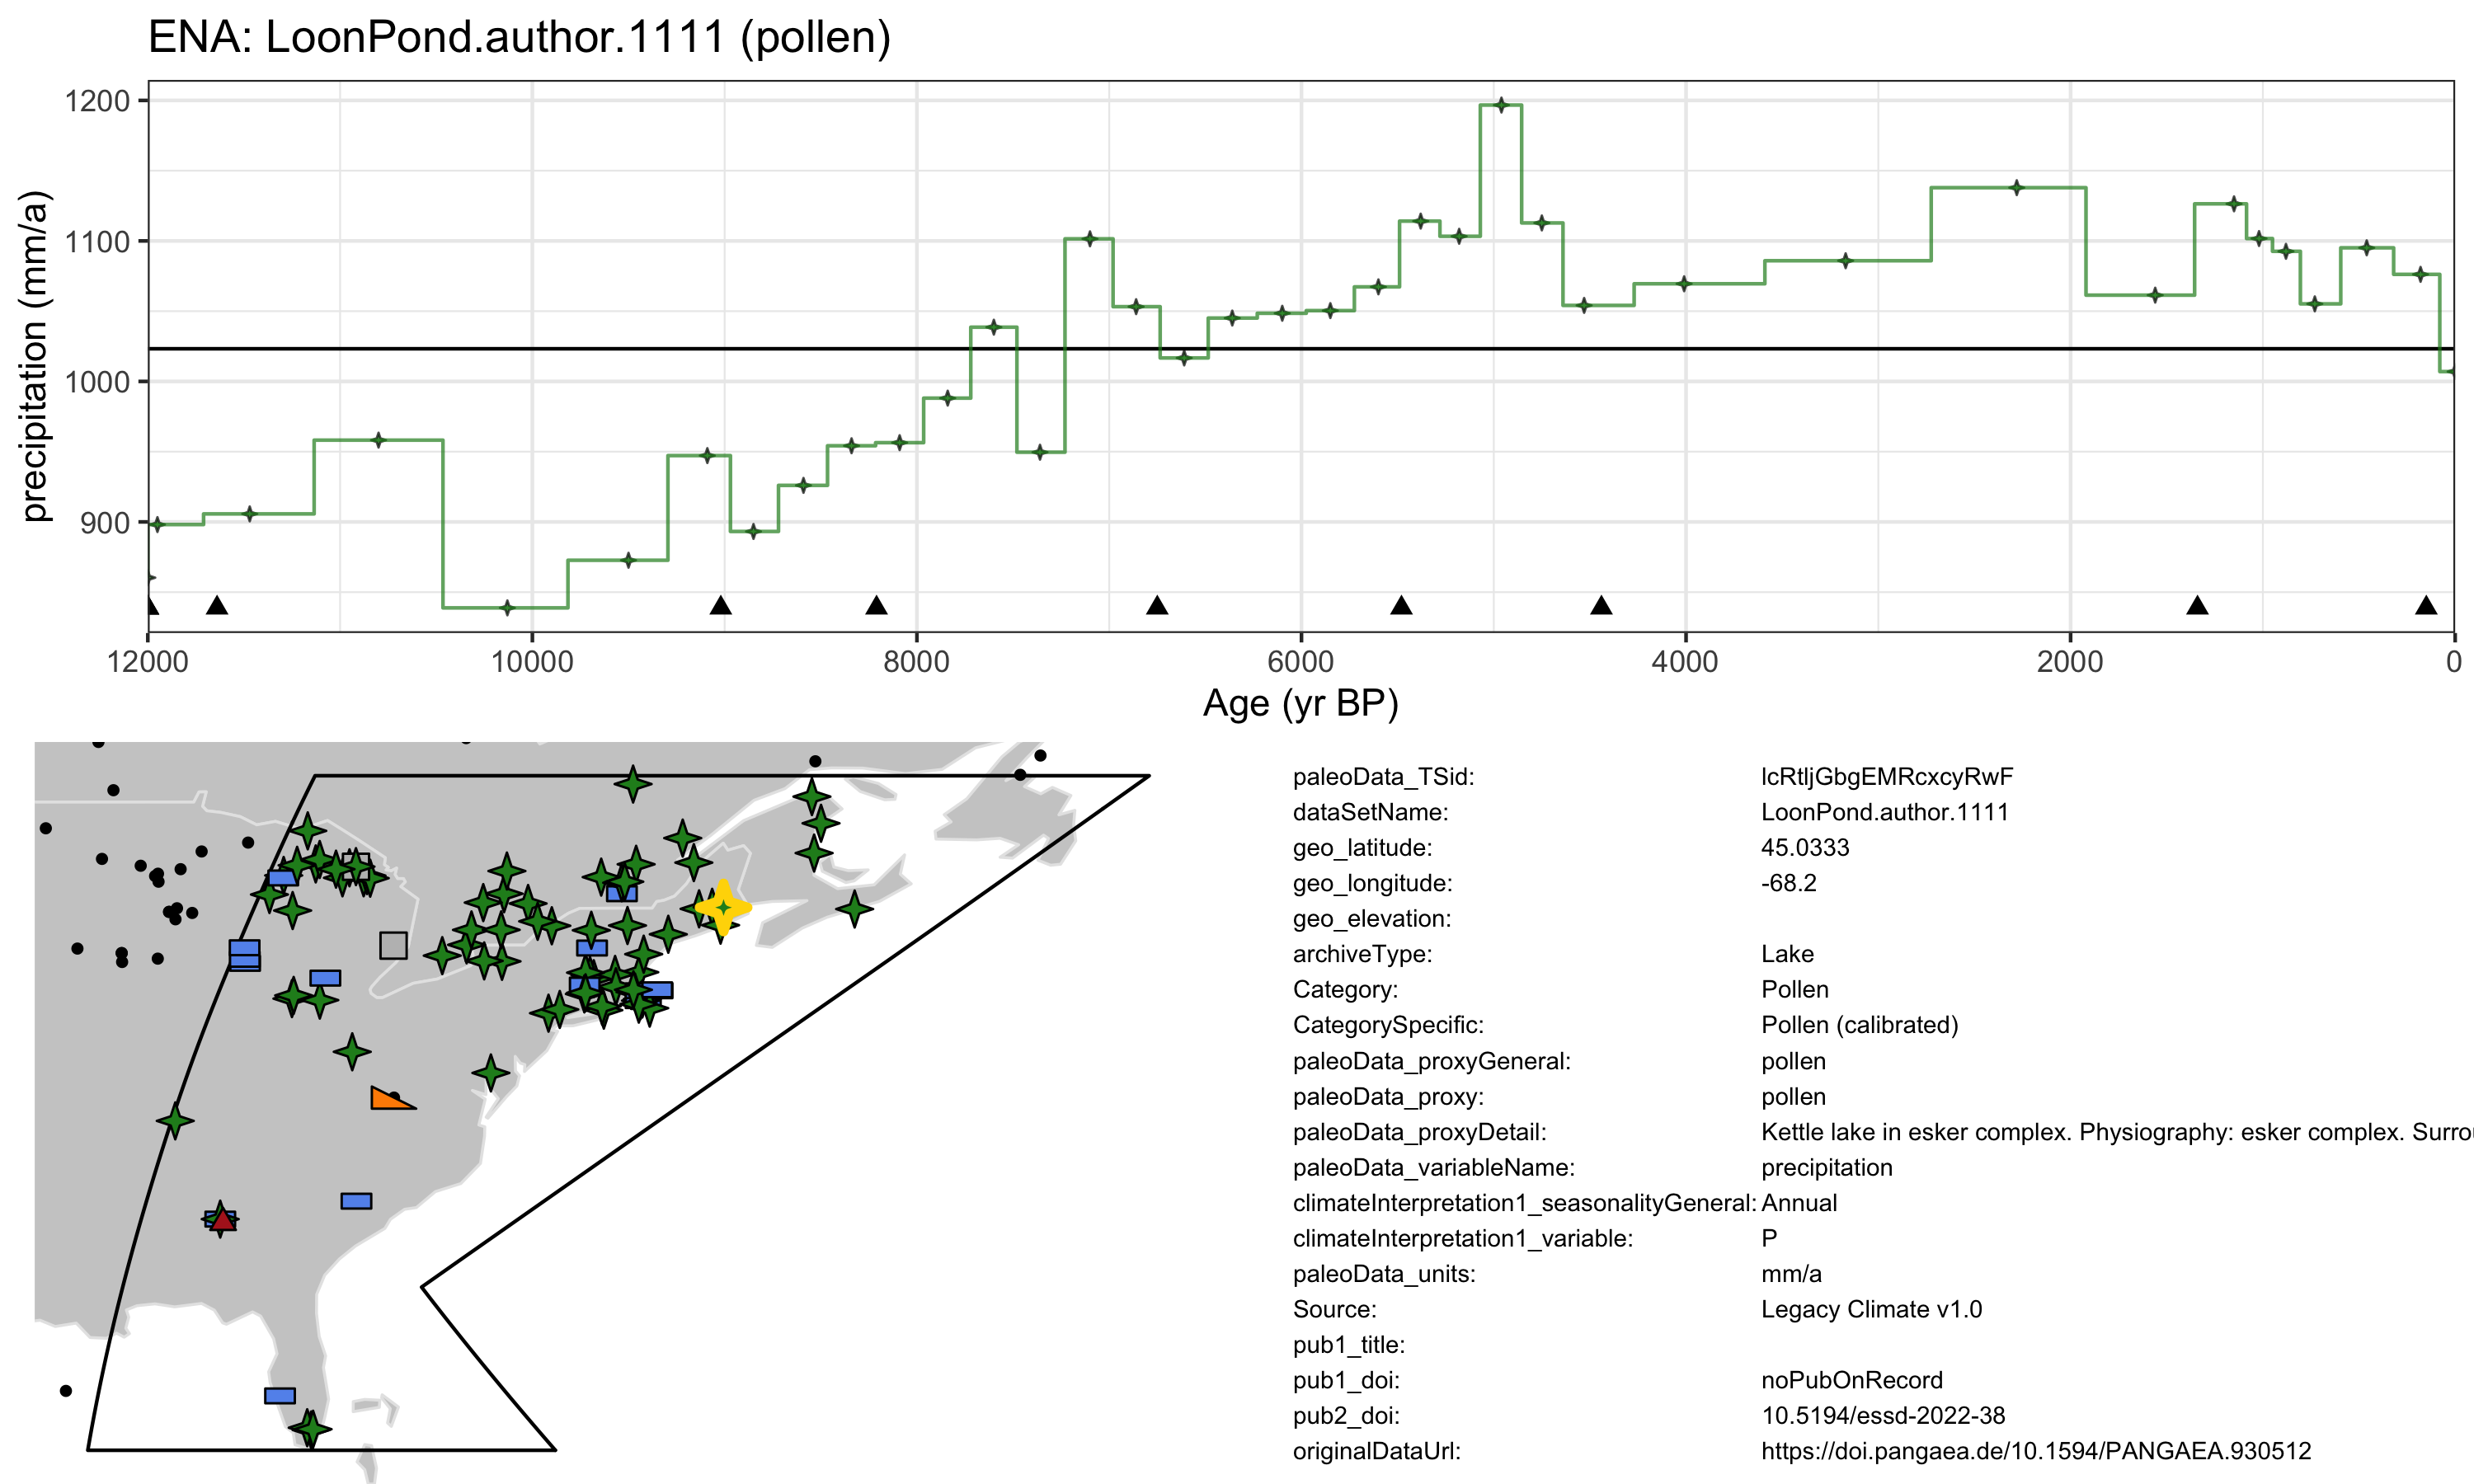 ENA: LoonPond.author.1111 (pollen)
precipitation (mm/a)
1200
1100
1000
900
12000 10000 8000 6000 4000 2000 0
Age (yr BP)
paleoData_TSid: lcRtljGbgEMRcxcyRwF
dataSetName: LoonPond.author.1111
geo_latitude: 45.0333
geo_longitude: -68.2
geo_elevation:
archiveType: Lake
Category: Pollen
CategorySpecific: Pollen (calibrated)
paleoData_proxyGeneral: pollen
paleoData_proxy: pollen
paleoData_proxyDetail: Kettle lake in esker complex. Physiography: esker complex. Surro
paleoData_variableName: precipitation
climateInterpretation1_seasonalityGeneral: Annual
climateInterpretation1_variable: P
paleoData_units: mm/a
Source: Legacy Climate v1.0
pub1_title:
pub1_doi: noPubOnRecord
pub2_doi: 10.5194/essd-2022-38
originalDataUrl: https://doi.pangaea.de/10.1594/PANGAEA.930512